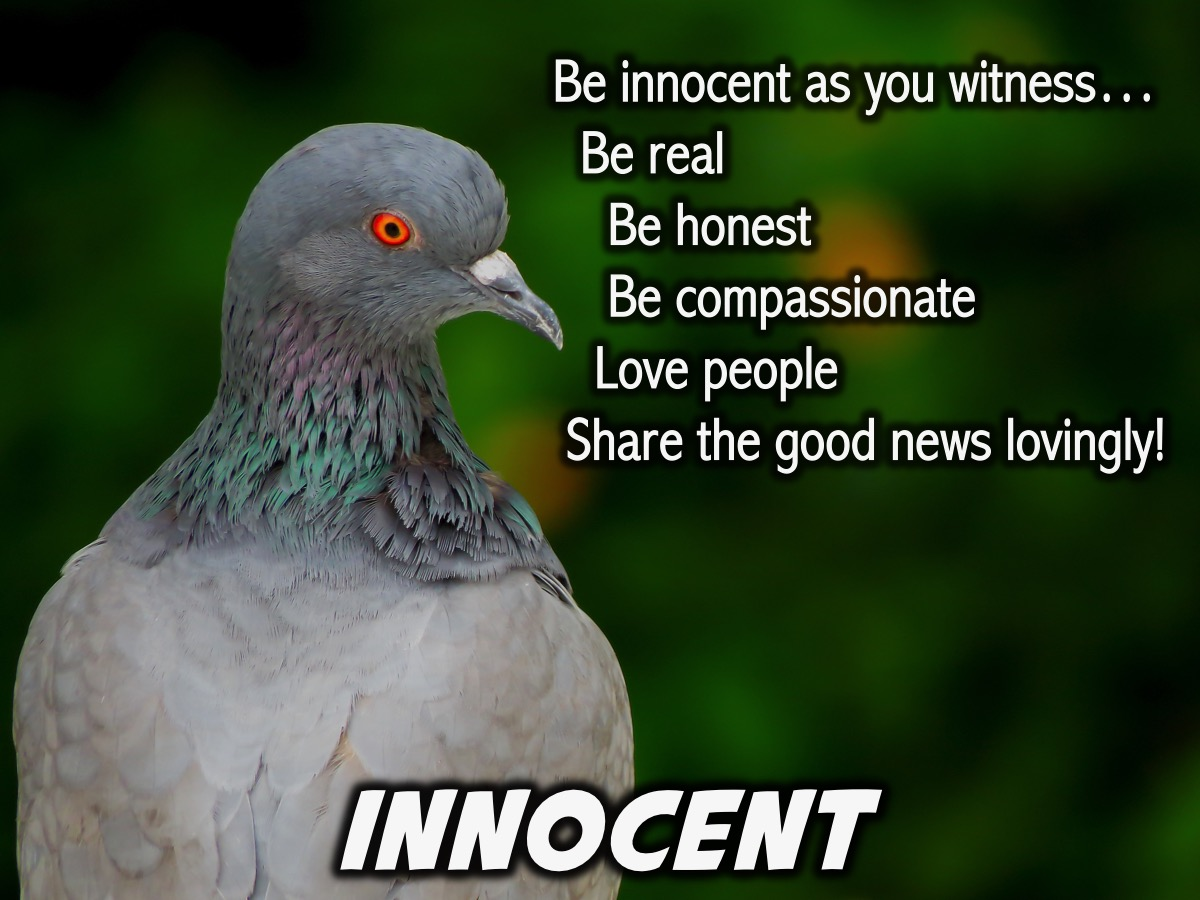 Be innocent as you witness...
Be real
Be honest
Be compassionate
Love people
Share the good news lovingly!
INNOCENT